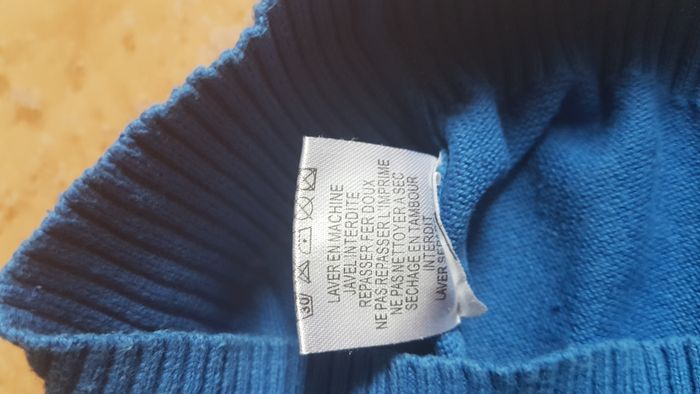 30
LAVER EN MACHINE
JAVEL INTERDITE
REPASSER FER DOUX
NE PAS REPASSER L'IMPRIME
NE PAS NETTOYER A SEC
SECHAGE EN TAMBOUR
INTERDIT
LAVER